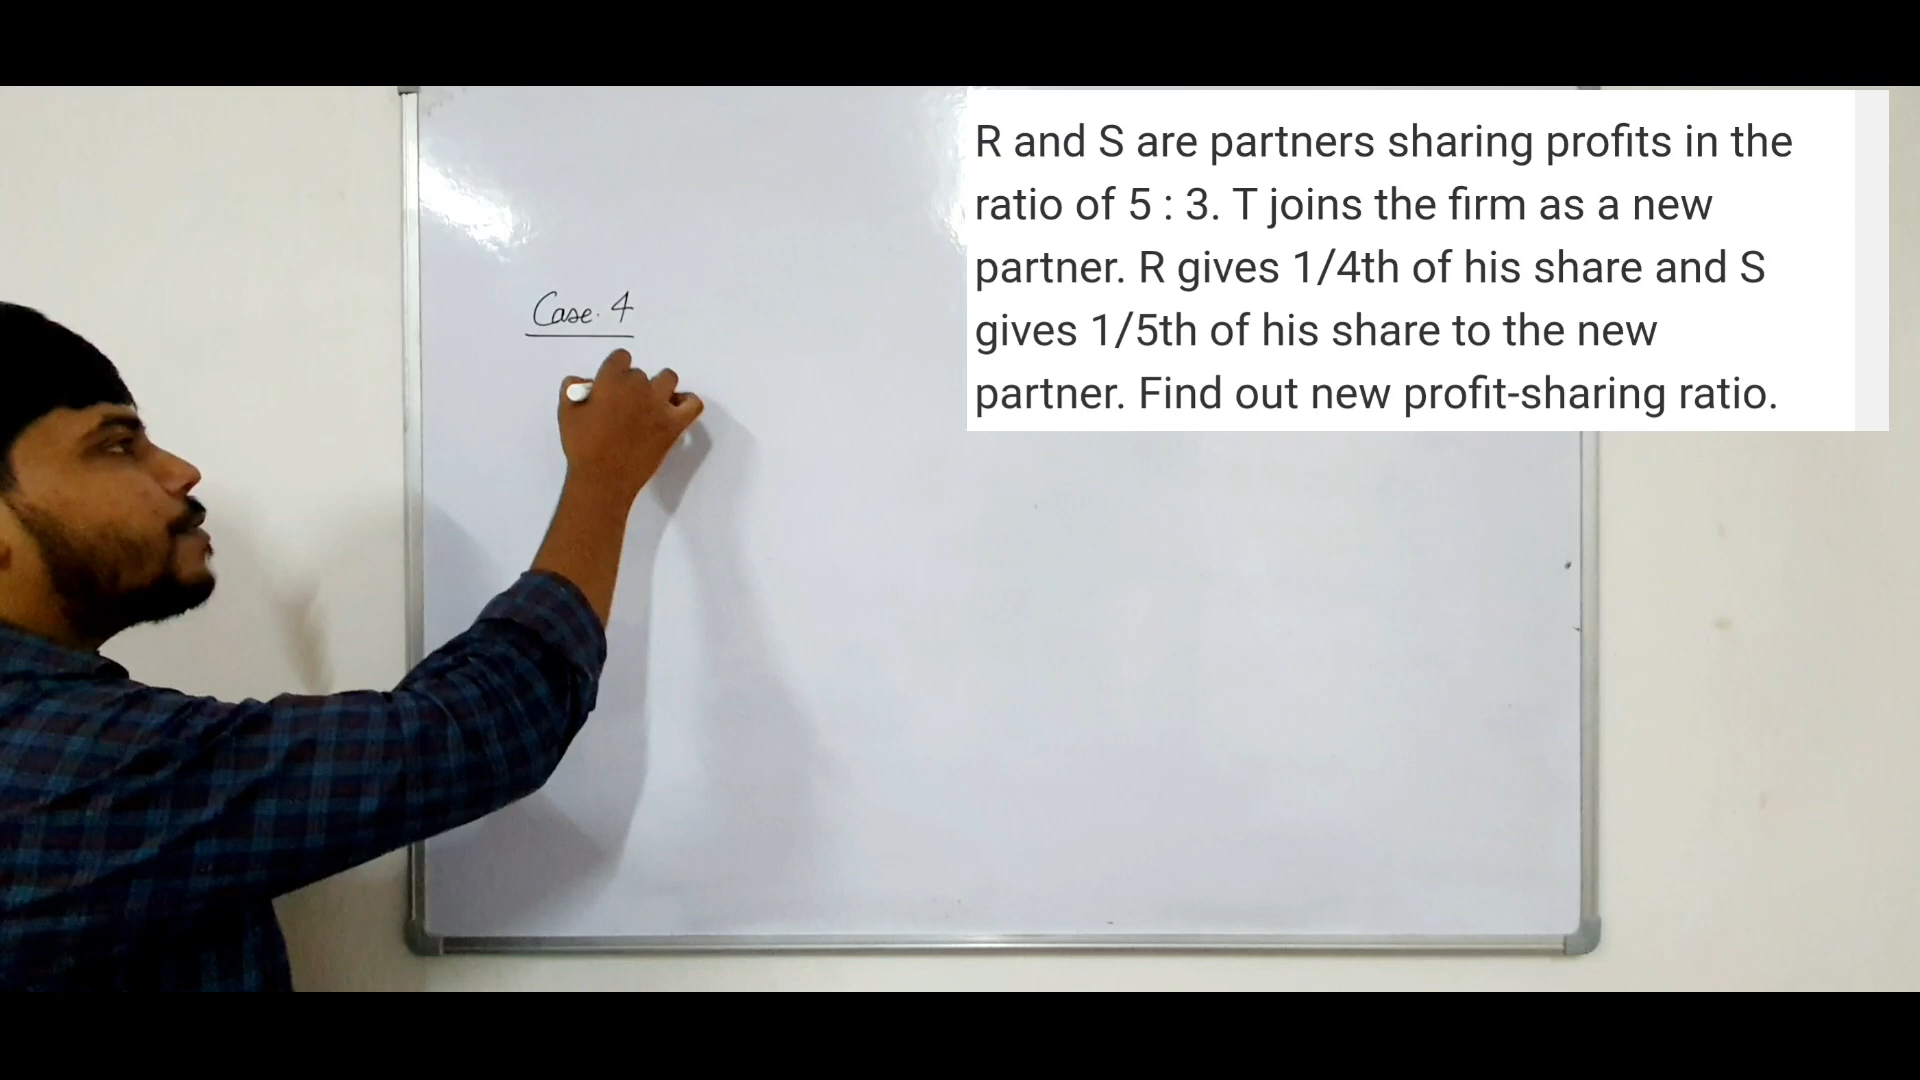 R and S are partners sharing profits in the
ratio of 5 : 3. T joins the firm as a new
partner. R gives 1/4th of his share and S
gives 1/5th of his share to the new
partner. Find out new profit-sharing ratio.
Case. 4